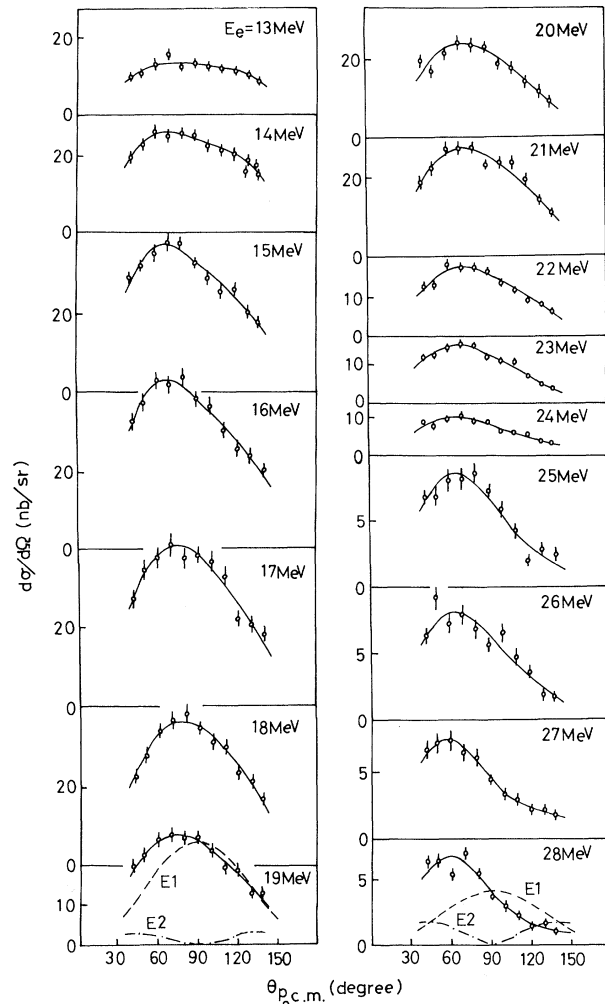 dσ/dΩ (nb/sr)
20
Ee=13MeV
0
14MeV
20
0
15MeV
20
0
16MeV
20
0
17MeV
20
0
18MeV
20
0
19MeV
E1
10
E2
0
30 60 90 120 150
20MeV
20
0
21MeV
20
0
22MeV
10
0
23MeV
10
0
24MeV
10
0
25MeV
5
0
26MeV
5
0
27MeV
5
0
28MeV
E1
5
E2
0
30 60 90 120 150
θp c.m. (degree)